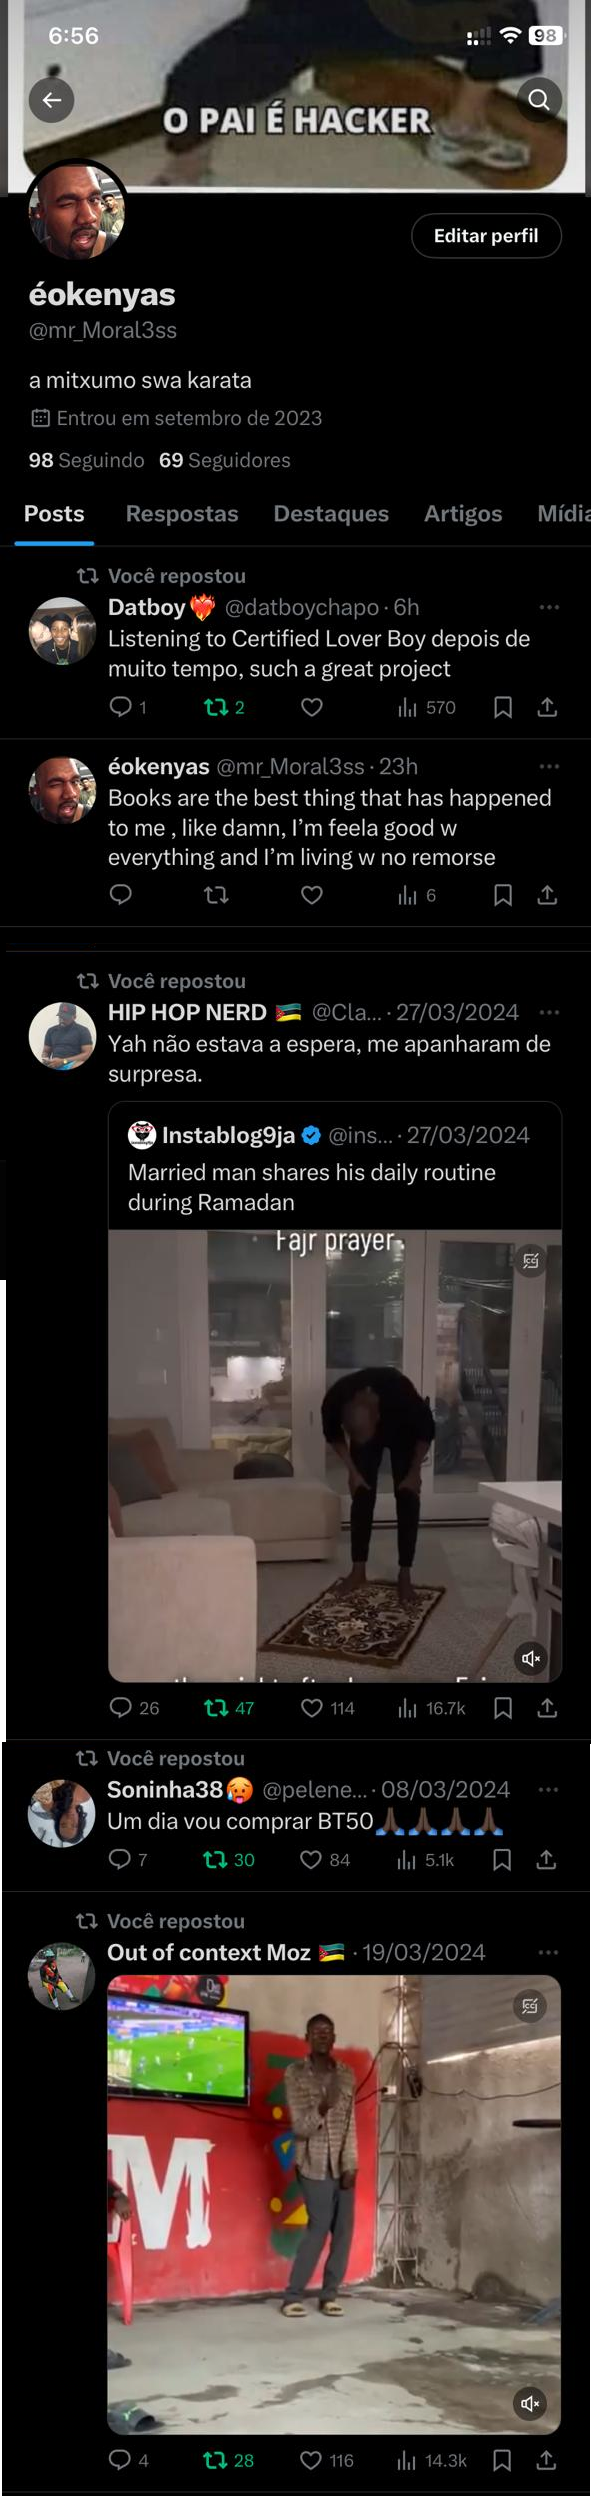 6:56
98
O PAI É HACKER
Editar perfil
éokenyas
@mr_Moral3ss
a mitxumo swa karata
Entrou em setembro de 2023
98 Seguindo 69 Seguidores
Posts Respostas Destaques Artigos Mídia
Você repostou
Datboy❤️‍🔥 @datboychapo · 6h
Listening to Certified Lover Boy depois de
muito tempo, such a great project
1 2 570
éokenyas @mr_Moral3ss · 23h
Books are the best thing that has happened
to me , like damn, I’m feela good w
everything and I’m living w no remorse
6
Você repostou
HIP HOP NERD 🇲🇿 @Cla... · 27/03/2024
Yah não estava a espera, me apanharam de
surpresa.
Instablog9ja @ins... · 27/03/2024
Married man shares his daily routine
during Ramadan
Fajr prayer.
26 47 114 16.7k
Você repostou
Soninha38🥵 @pelene... · 08/03/2024
Um dia vou comprar BT50🙏🏿🙏🏿🙏🏿🙏🏿
7 30 84 5.1k
Você repostou
Out of context Moz 🇲🇿 · 19/03/2024
M
4 28 116 14.3k